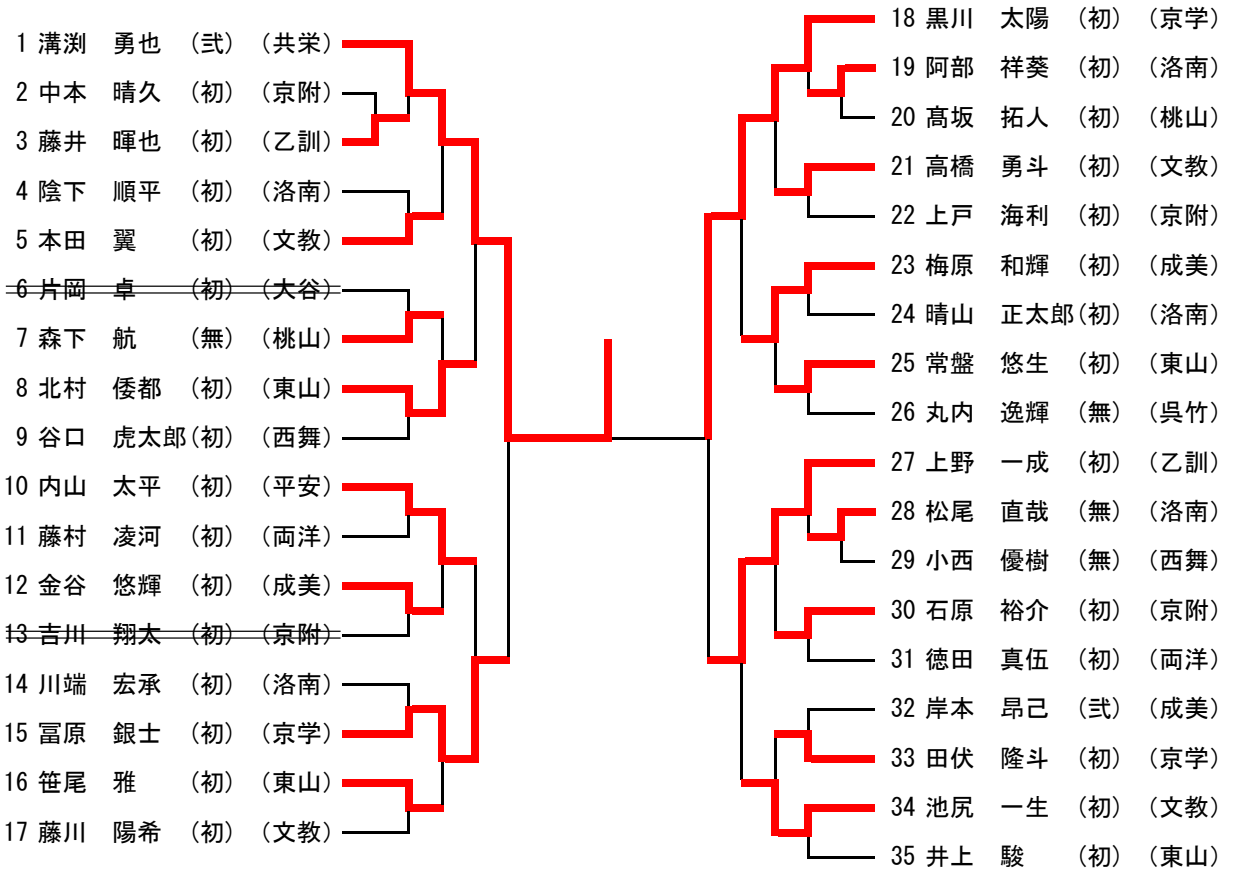 1 溝渕 勇也 (弐) (共栄)
2 中本 晴久 (初) (京附)
3 藤井 暉也 (初) (乙訓)
4 陰下 順平 (初) (洛南)
5 本田 翼 (初) (文教)
6 片岡 卓 (初) (大谷)
7 森下 航 (無) (桃山)
8 北村 倭都 (初) (東山)
9 谷口 虎太郎 (初) (西舞)
10 内山 太平 (初) (平安)
11 藤村 凌河 (初) (両洋)
12 金谷 悠輝 (初) (成美)
13 吉川 翔太 (初) (京附)
14 川端 宏承 (初) (洛南)
15 冨原 銀士 (初) (京学)
16 笹尾 雅 (初) (東山)
17 藤川 陽希 (初) (文教)
18 黒川 太陽 (初) (京学)
19 阿部 祥葵 (初) (洛南)
20 髙坂 拓人 (初) (桃山)
21 高橋 勇斗 (初) (文教)
22 上戸 海利 (初) (京附)
23 梅原 和輝 (初) (成美)
24 晴山 正太郎 (初) (洛南)
25 常盤 悠生 (初) (東山)
26 丸内 逸輝 (無) (呉竹)
27 上野 一成 (初) (乙訓)
28 松尾 直哉 (無) (洛南)
29 小西 優樹 (無) (西舞)
30 石原 裕介 (初) (京附)
31 徳田 真伍 (初) (両洋)
32 岸本 昂己 (弐) (成美)
33 田伏 隆斗 (初) (京学)
34 池尻 一生 (初) (文教)
35 井上 駿 (初) (東山)